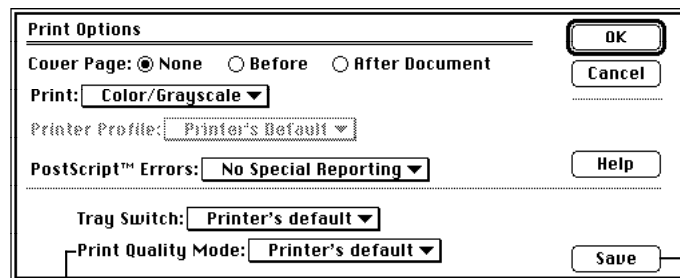 Print Options
OK
Cover Page: None Before After Document
Cancel
Print: Color/Grayscale
Printer Profile: Printer's Default
PostScript™ Errors: No Special Reporting
Help
Tray Switch: Printer's default
Print Quality Mode: Printer's default
Save